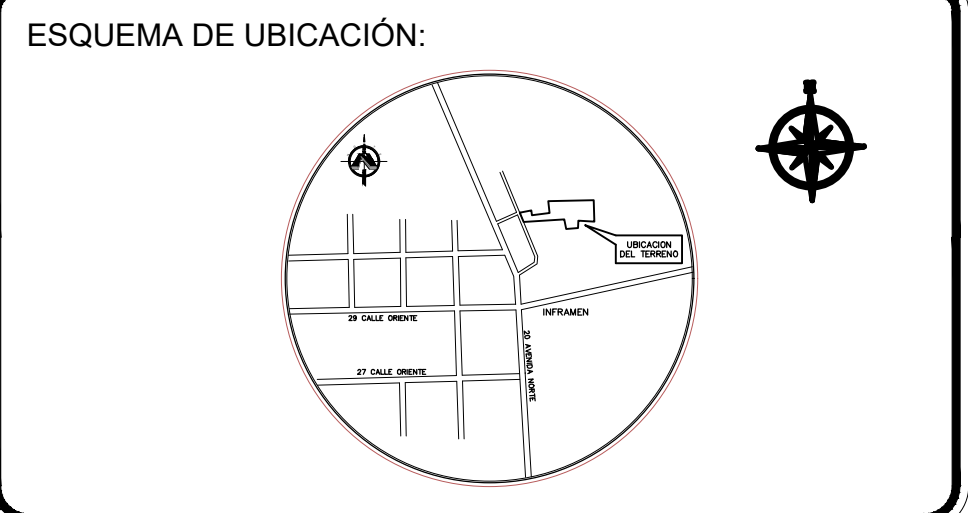 ESQUEMA DE UBICACIÓN:
UBICACION
DEL TERRENO
INFRAMEN
29 CALLE ORIENTE
20 AVENIDA NORTE
27 CALLE ORIENTE